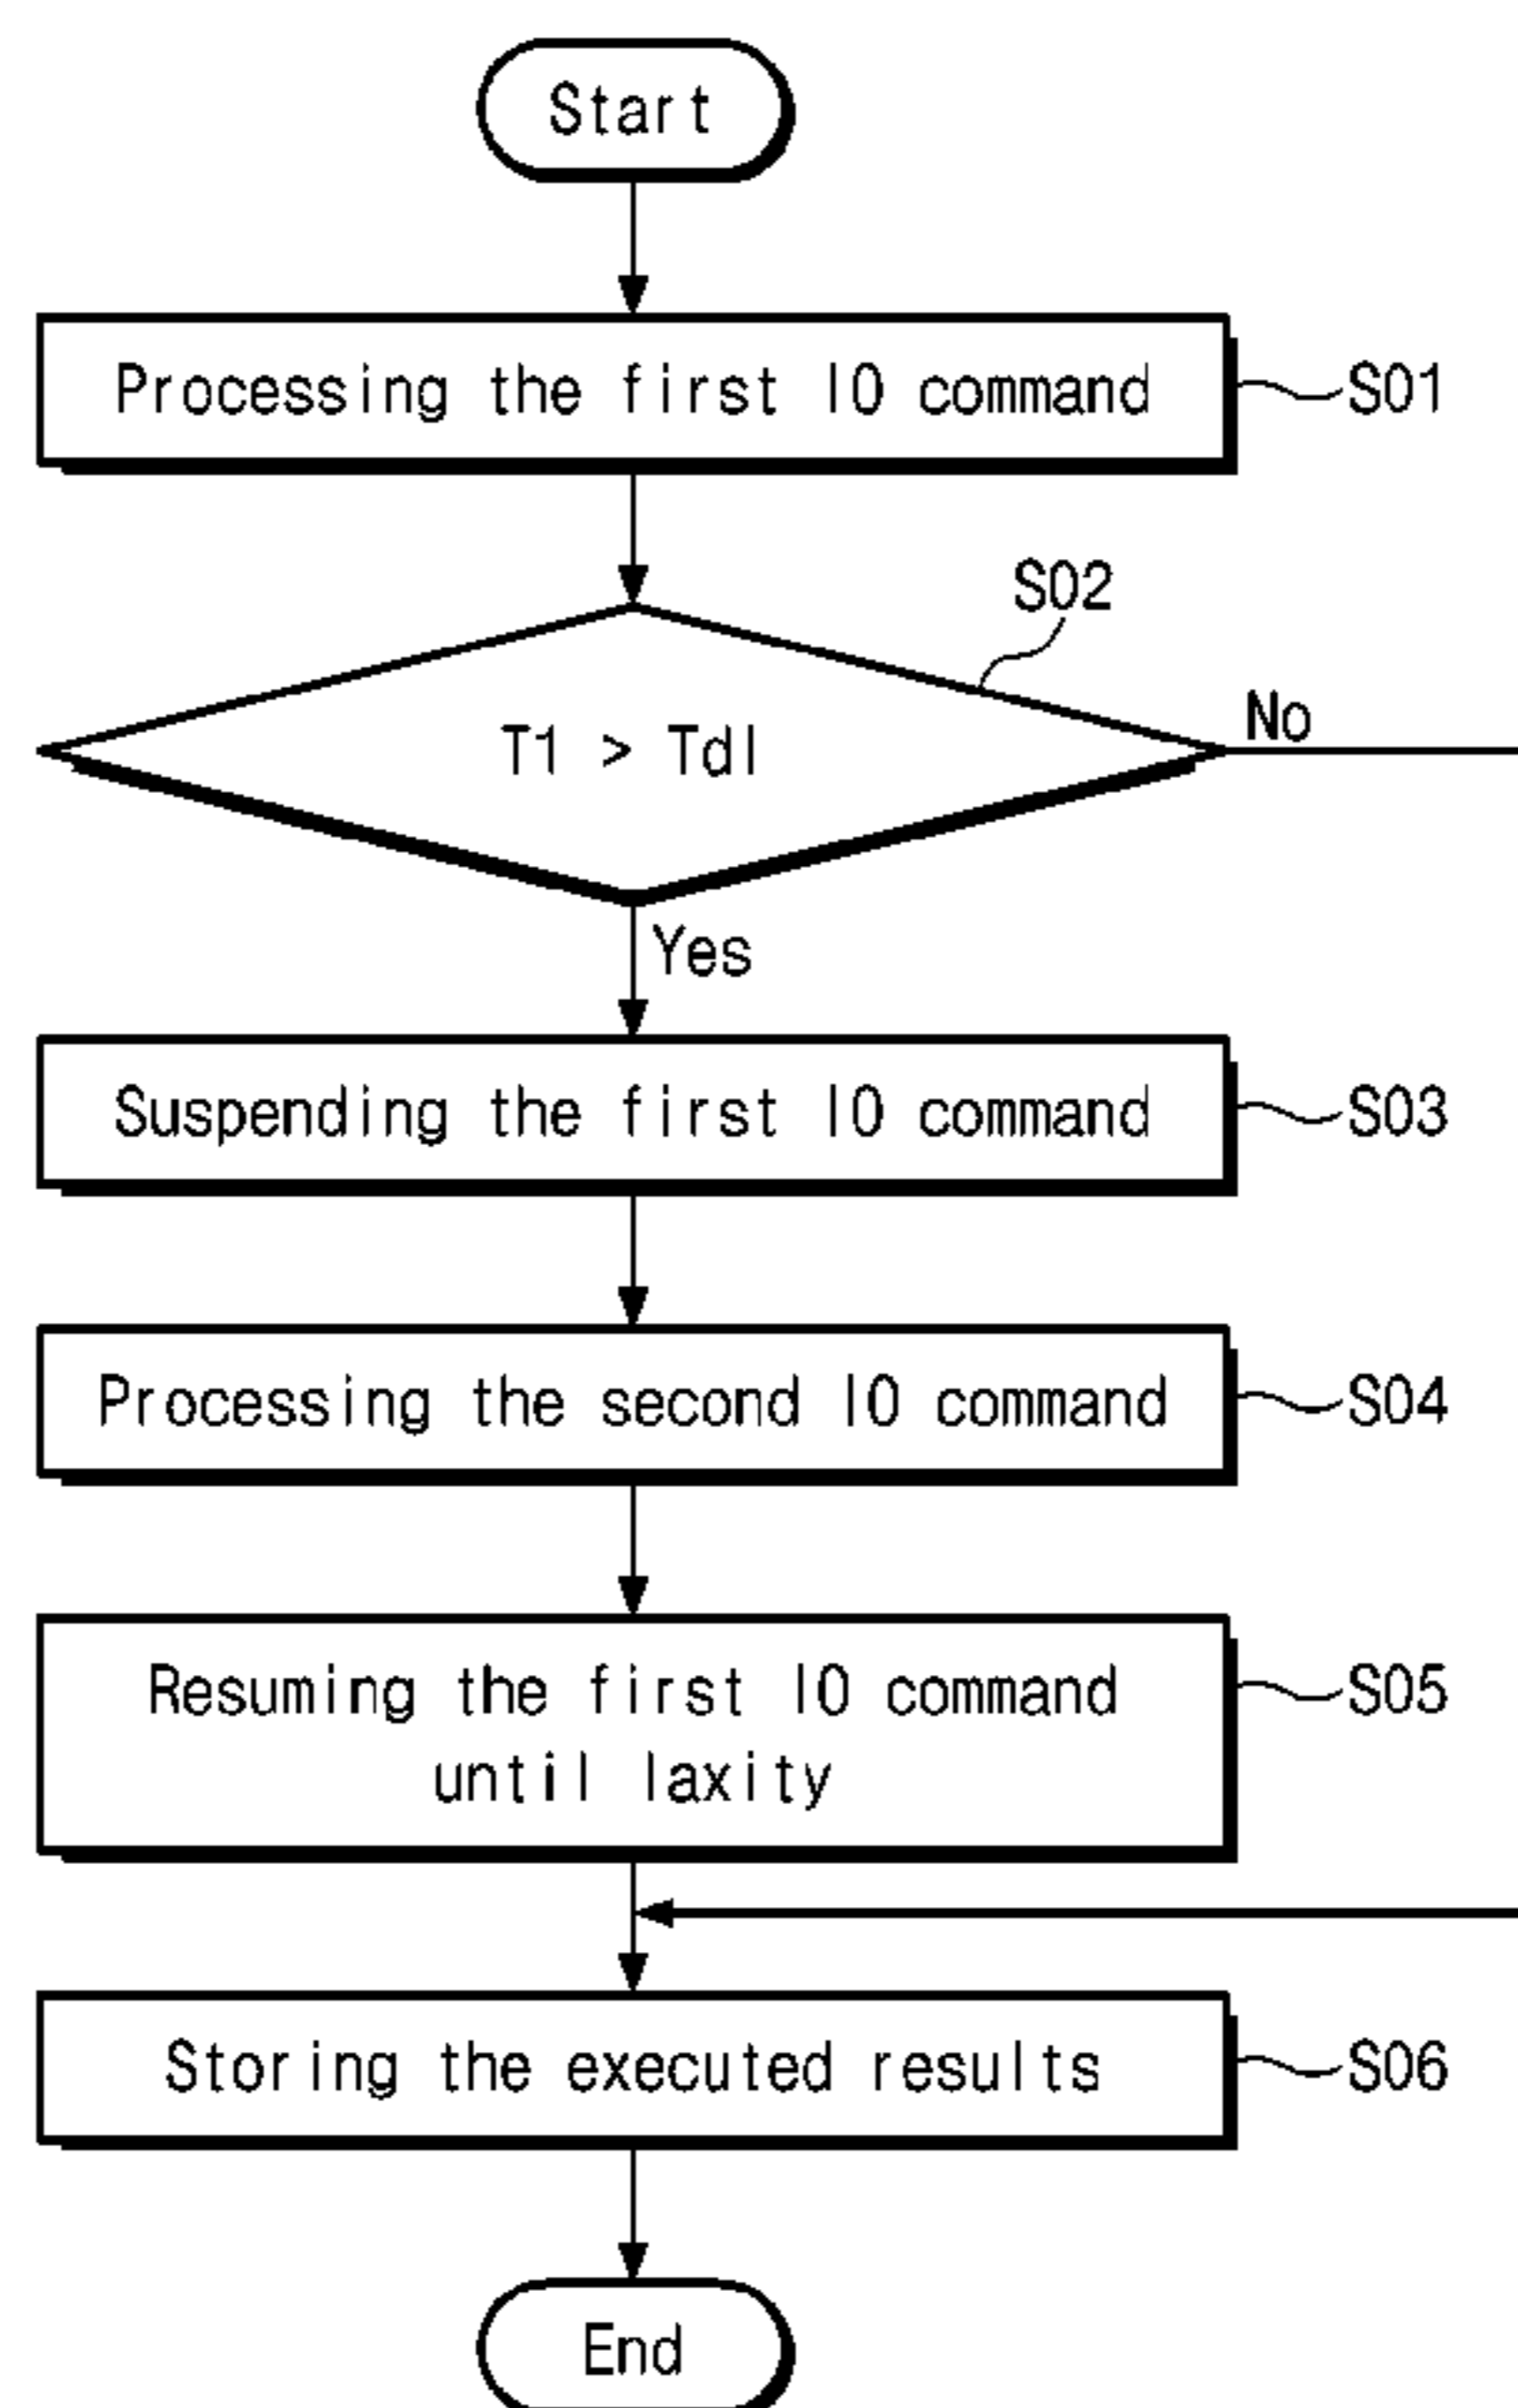 Start
Processing the first IO command
S01
S02
T1 > Tdl
No
Yes
Suspending the first IO command
S03
Processing the second IO command
S04
Resuming the first IO command
until laxity
S05
Storing the executed results
S06
End